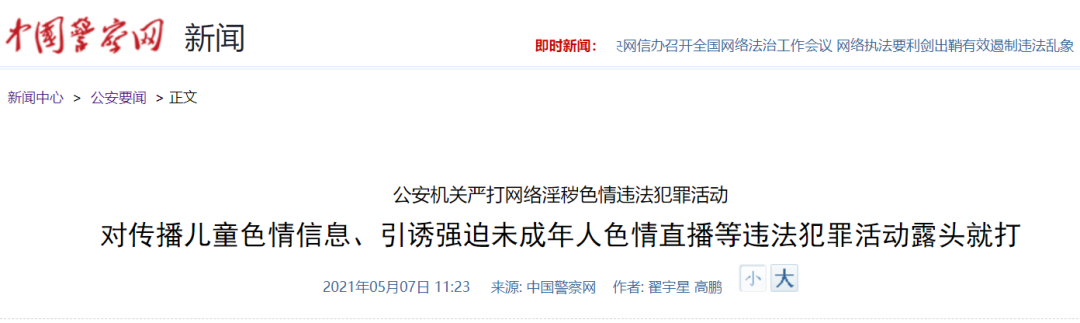 中国警察网 新闻
即时新闻： 央网信办召开全国网络法治工作会议 网络执法要利剑出鞘有效遏制违法乱象
新闻中心 > 公安要闻 > 正文
公安机关严打网络淫秽色情违法犯罪活动
对传播儿童色情信息、引诱强迫未成年人色情直播等违法犯罪活动露头就打
2021年05月07日 11:23 来源: 中国警察网 作者: 翟宇星 高鹏 小 大